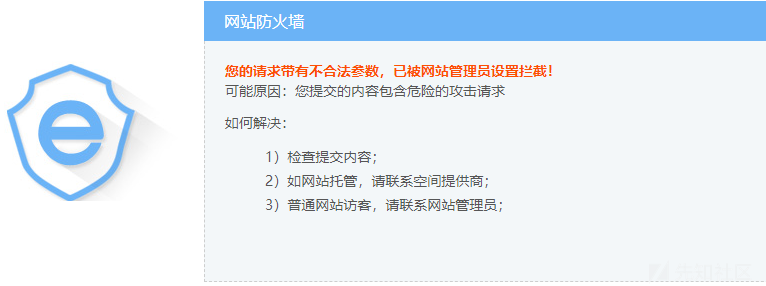 网站防火墙
您的请求带有不合法参数，已被网站管理员设置拦截！
可能原因：您提交的内容包含危险的攻击请求
如何解决：
1）检查提交内容；
2）如网站托管，请联系空间提供商；
3）普通网站访客，请联系网站管理员；
先知社区